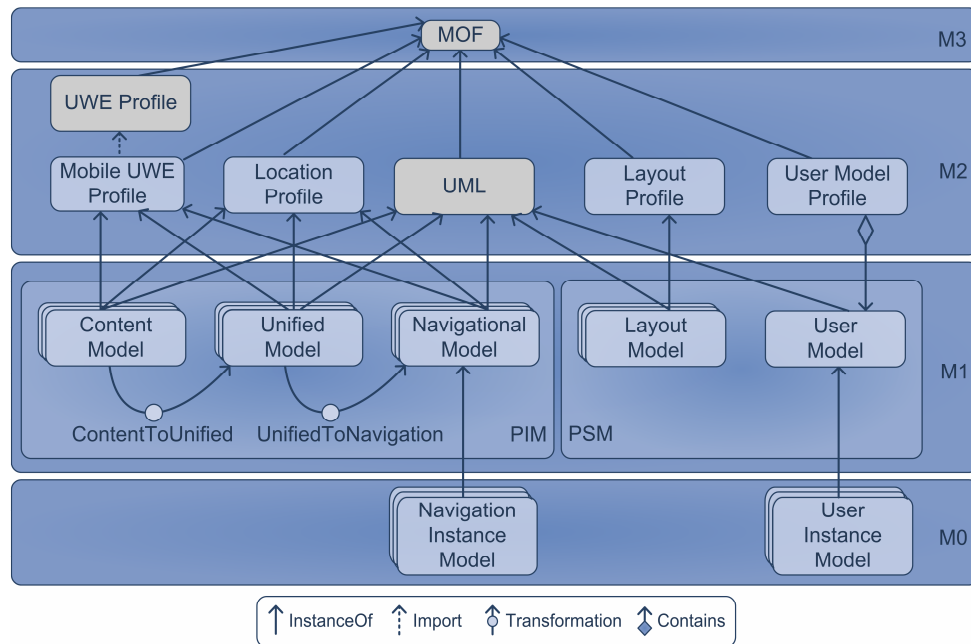 MOF
M3
UWE Profile
Mobile UWE
Profile
Location
Profile
UML
Layout
Profile
User Model
Profile
M2
Content
Model
Unified
Model
Navigational
Model
Layout
Model
User
Model
M1
ContentToUnified
UnifiedToNavigation
PIM
PSM
Navigation
Instance
Model
User
Instance
Model
M0
InstanceOf
Import
Transformation
Contains